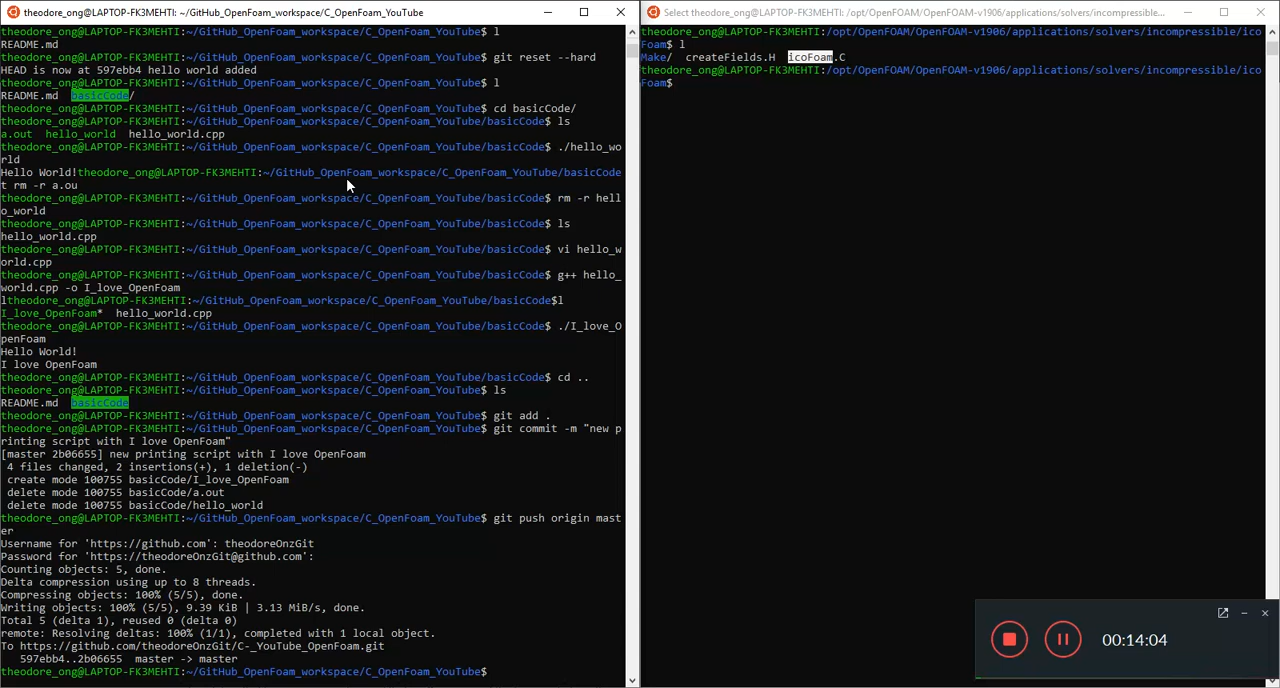 theodore_ong@LAPTOP-FK3MEHTI: ~/GitHub_OpenFoam_workspace/C_OpenFoam_YouTube
theodore_ong@LAPTOP-FK3MEHTI:~/GitHub_OpenFoam_workspace/C_OpenFoam_YouTube$ l
README.md
theodore_ong@LAPTOP-FK3MEHTI:~/GitHub_OpenFoam_workspace/C_OpenFoam_YouTube$ git reset --hard
HEAD is now at 597ebb4 hello world added
theodore_ong@LAPTOP-FK3MEHTI:~/GitHub_OpenFoam_workspace/C_OpenFoam_YouTube$ l
README.md  basicCode/
theodore_ong@LAPTOP-FK3MEHTI:~/GitHub_OpenFoam_workspace/C_OpenFoam_YouTube$ cd basicCode/
theodore_ong@LAPTOP-FK3MEHTI:~/GitHub_OpenFoam_workspace/C_OpenFoam_YouTube/basicCode$ ls
a.out  hello_world  hello_world.cpp
theodore_ong@LAPTOP-FK3MEHTI:~/GitHub_OpenFoam_workspace/C_OpenFoam_YouTube/basicCode$ ./hello_wo
rld
Hello World!theodore_ong@LAPTOP-FK3MEHTI:~/GitHub_OpenFoam_workspace/C_OpenFoam_YouTube/basicCode
t rm -r a.ou
theodore_ong@LAPTOP-FK3MEHTI:~/GitHub_OpenFoam_workspace/C_OpenFoam_YouTube/basicCode$ rm -r hell
o_world
theodore_ong@LAPTOP-FK3MEHTI:~/GitHub_OpenFoam_workspace/C_OpenFoam_YouTube/basicCode$ ls
hello_world.cpp
theodore_ong@LAPTOP-FK3MEHTI:~/GitHub_OpenFoam_workspace/C_OpenFoam_YouTube/basicCode$ vi hello_w
orld.cpp
theodore_ong@LAPTOP-FK3MEHTI:~/GitHub_OpenFoam_workspace/C_OpenFoam_YouTube/basicCode$ g++ hello_
world.cpp -o I_love_OpenFoam
ltheodore_ong@LAPTOP-FK3MEHTI:~/GitHub_OpenFoam_workspace/C_OpenFoam_YouTube/basicCode$l
I_love_OpenFoam*  hello_world.cpp
theodore_ong@LAPTOP-FK3MEHTI:~/GitHub_OpenFoam_workspace/C_OpenFoam_YouTube/basicCode$ ./I_love_O
penFoam
Hello World!
I love OpenFoam
theodore_ong@LAPTOP-FK3MEHTI:~/GitHub_OpenFoam_workspace/C_OpenFoam_YouTube/basicCode$ cd ..
theodore_ong@LAPTOP-FK3MEHTI:~/GitHub_OpenFoam_workspace/C_OpenFoam_YouTube$ ls
README.md  basicCode
theodore_ong@LAPTOP-FK3MEHTI:~/GitHub_OpenFoam_workspace/C_OpenFoam_YouTube$ git add .
theodore_ong@LAPTOP-FK3MEHTI:~/GitHub_OpenFoam_workspace/C_OpenFoam_YouTube$ git commit -m "new p
rinting script with I love OpenFoam"
[master 2b06655] new printing script with I love OpenFoam
 4 files changed, 2 insertions(+), 1 deletion(-)
 create mode 100755 basicCode/I_love_OpenFoam
 delete mode 100755 basicCode/a.out
 delete mode 100755 basicCode/hello_world
theodore_ong@LAPTOP-FK3MEHTI:~/GitHub_OpenFoam_workspace/C_OpenFoam_YouTube$ git push origin mast
er
Username for 'https://github.com': theodoreOnzGit
Password for 'https://theodoreOnzGit@github.com':
Counting objects: 5, done.
Delta compression using up to 8 threads.
Compressing objects: 100% (5/5), done.
Writing objects: 100% (5/5), 9.39 KiB | 3.13 MiB/s, done.
Total 5 (delta 1), reused 0 (delta 0)
remote: Resolving deltas: 100% (1/1), completed with 1 local object.
To https://github.com/theodoreOnzGit/C-_YouTube_OpenFoam.git
   597ebb4..2b06655  master -> master
theodore_ong@LAPTOP-FK3MEHTI:~/GitHub_OpenFoam_workspace/C_OpenFoam_YouTube$
Select theodore_ong@LAPTOP-FK3MEHTI: /opt/OpenFOAM/OpenFOAM-v1906/applications/solvers/incompressible...
theodore_ong@LAPTOP-FK3MEHTI:/opt/OpenFOAM/OpenFOAM-v1906/applications/solvers/incompressible/ico
Foam$ l
Make/  createFields.H  icoFoam.C
theodore_ong@LAPTOP-FK3MEHTI:/opt/OpenFOAM/OpenFOAM-v1906/applications/solvers/incompressible/ico
Foam$
00:14:04